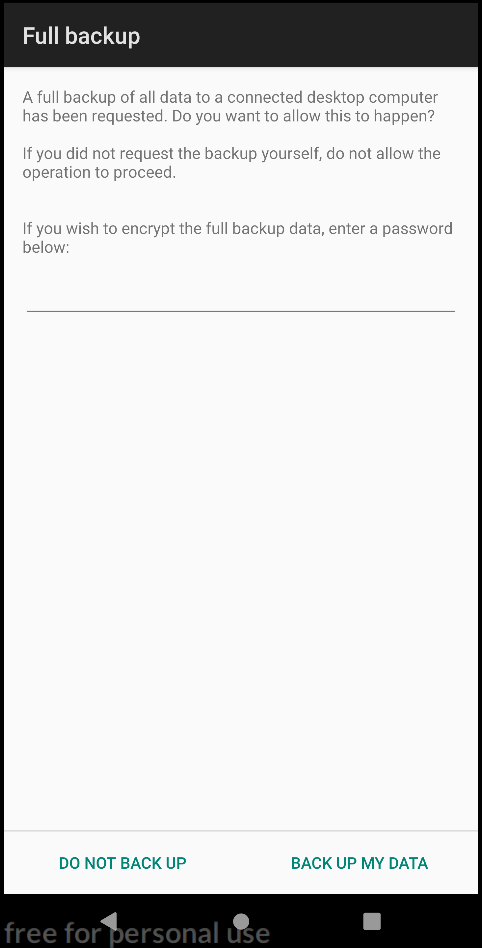 Full backup
A full backup of all data to a connected desktop computer
has been requested. Do you want to allow this to happen?
If you did not request the backup yourself, do not allow the
operation to proceed.
If you wish to encrypt the full backup data, enter a password
below:
DO NOT BACK UP
BACK UP MY DATA
free for personal use